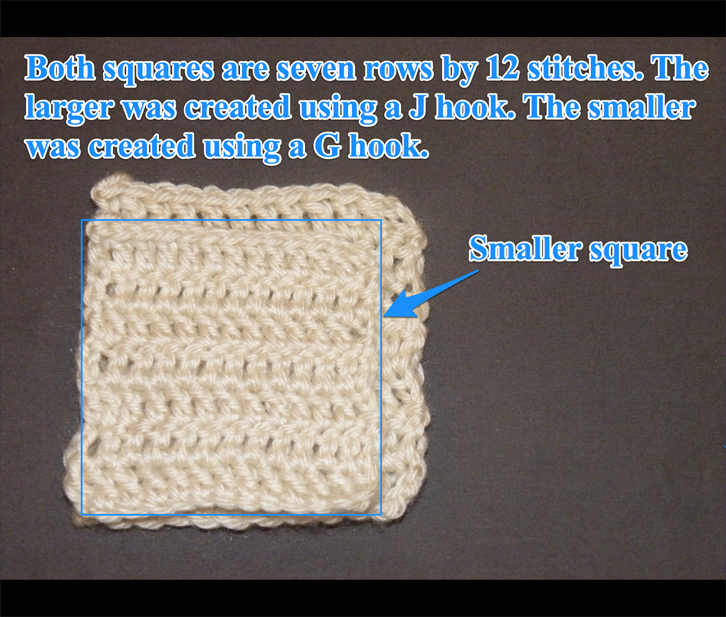 Both squares are seven rows by 12 stitches. The
larger was created using a J hook. The smaller
was created using a G hook.
Smaller square